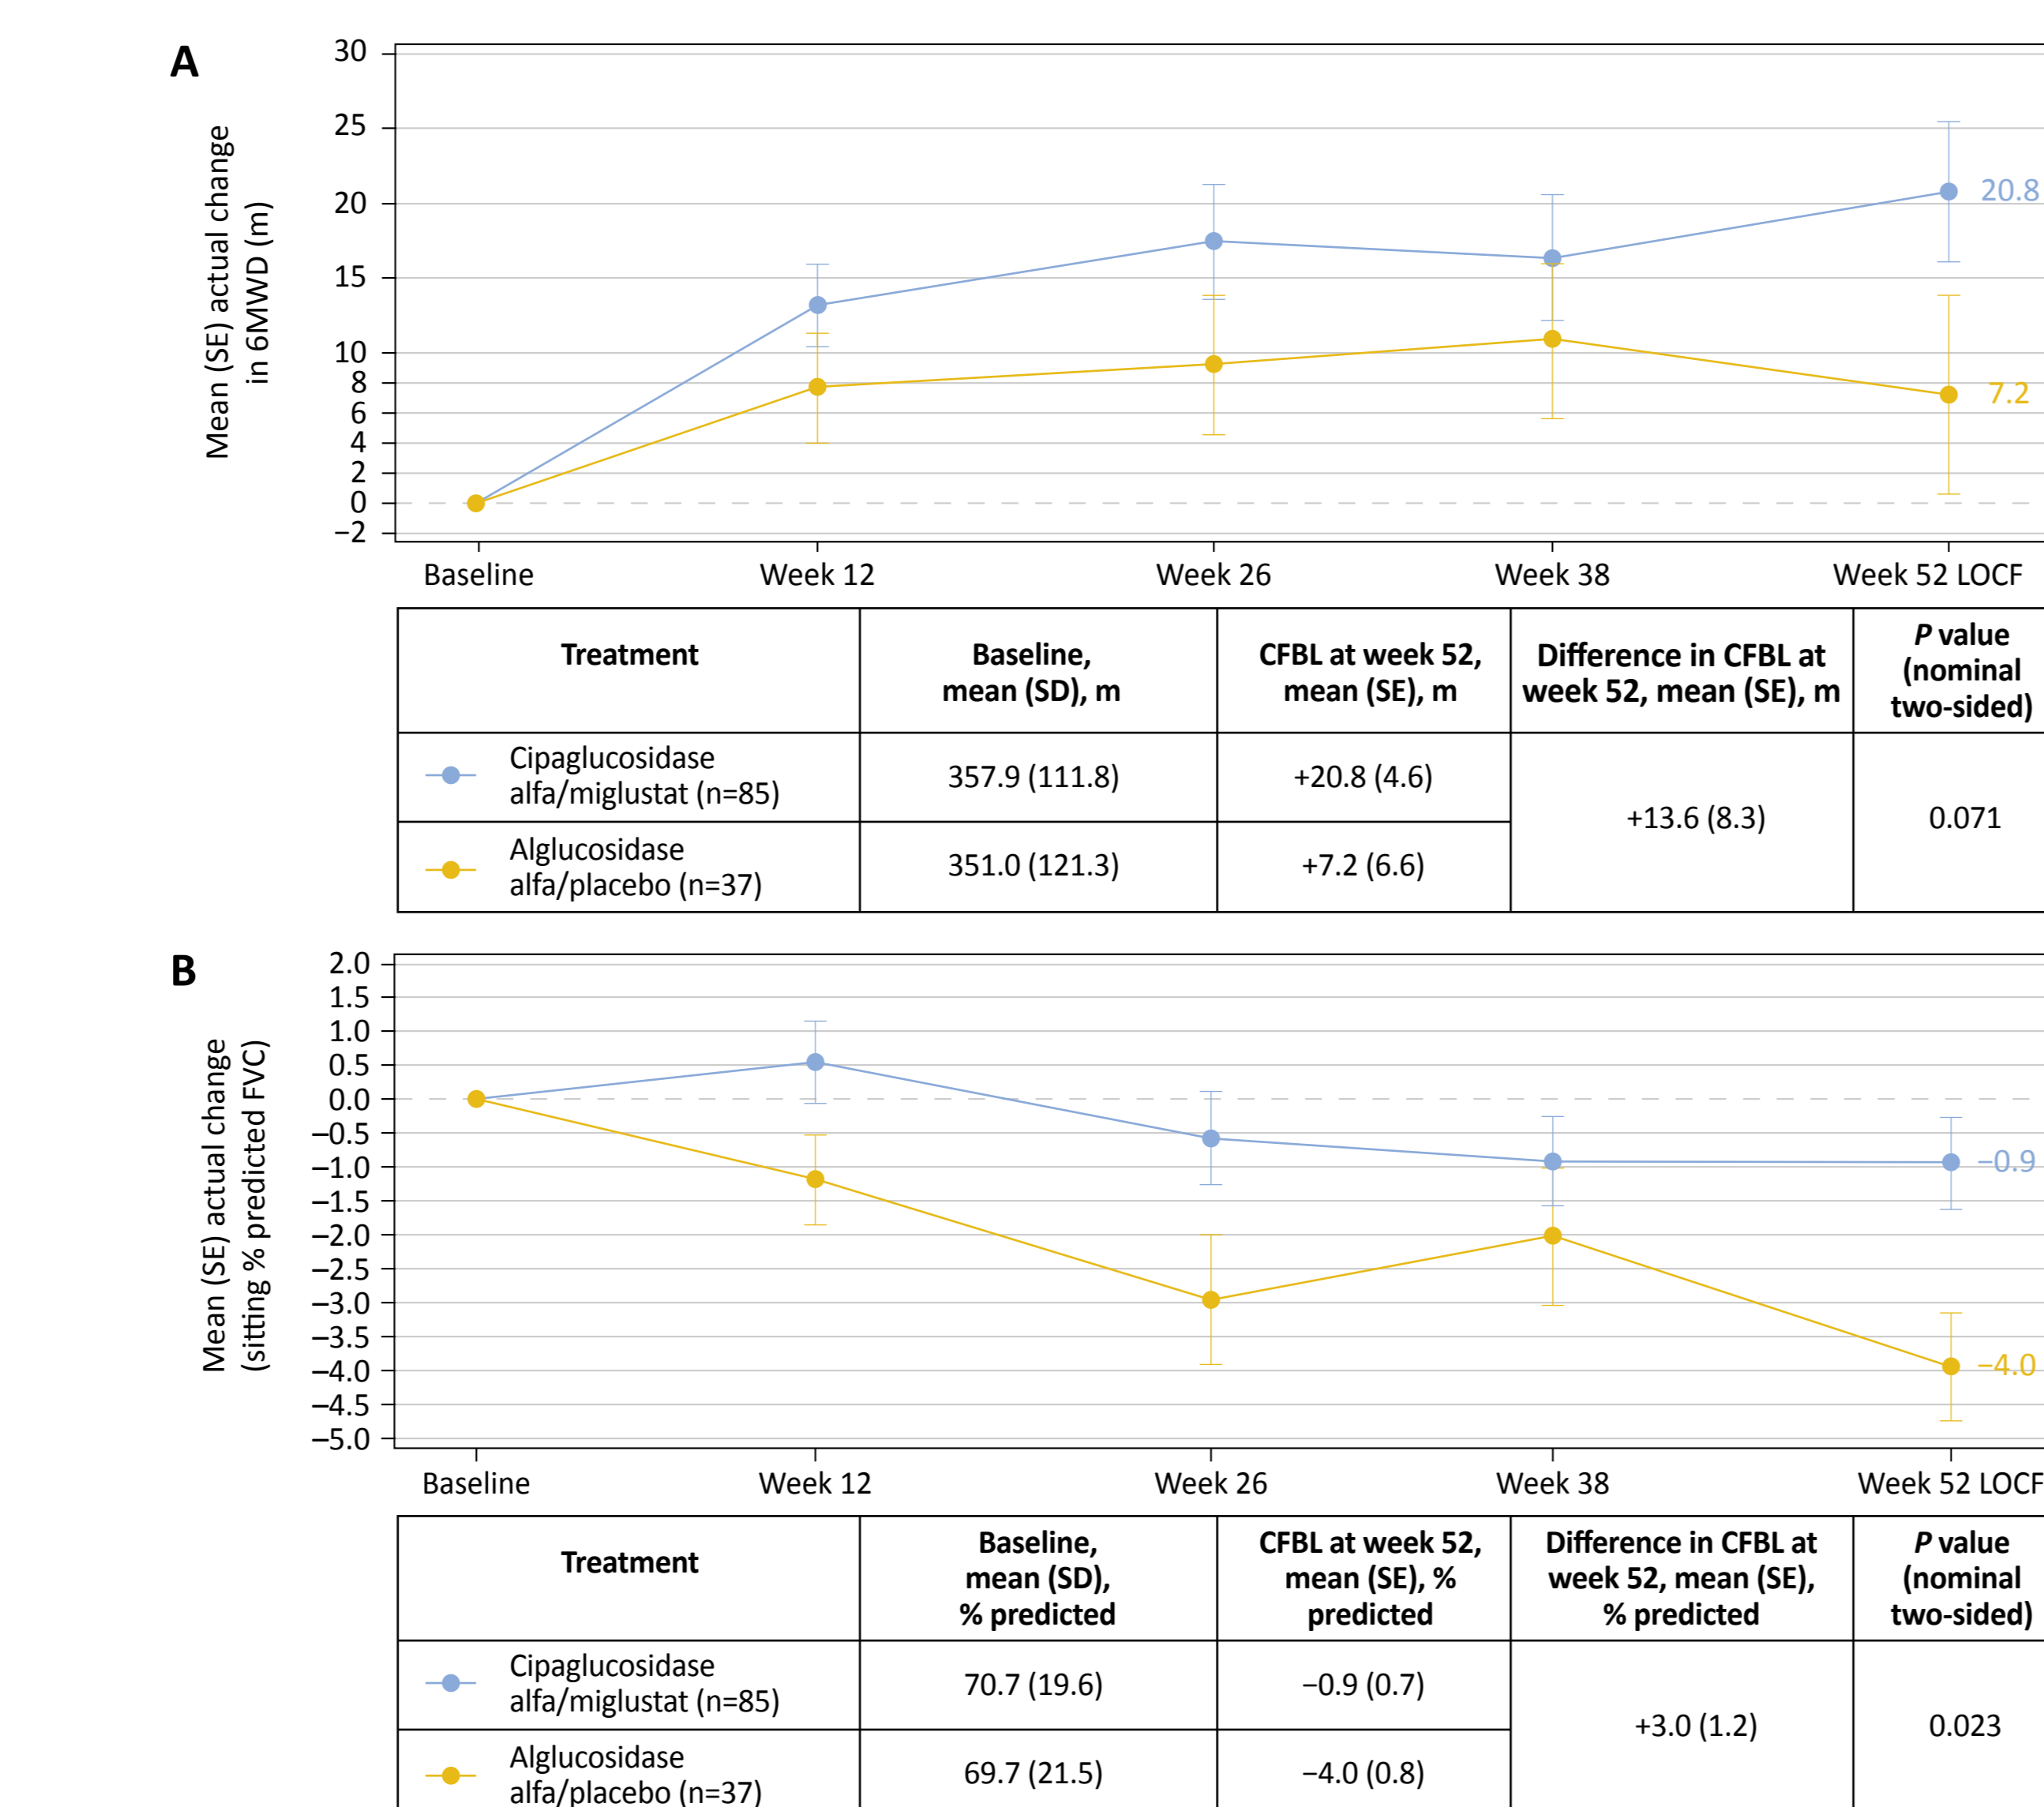 A
Mean (SE) actual change
in 6MWD (m)
30
25
20
15
10
8
6
4
2
0
−2
20.8
7.2
Baseline
Week 12
Week 26
Week 38
Week 52 LOCF
Treatment
Baseline,
mean (SD), m
CFBL at week 52,
mean (SE), m
Difference in CFBL at
week 52, mean (SE), m
P value
(nominal
two-sided)
Cipaglucosidase
alfa/miglustat (n=85)
357.9 (111.8)
+20.8 (4.6)
+13.6 (8.3)
0.071
Alglucosidase
alfa/placebo (n=37)
351.0 (121.3)
+7.2 (6.6)
B
Mean (SE) actual change
(sitting % predicted FVC)
2.0
1.5
1.0
0.5
0.0
−0.5
−1.0
−1.5
−2.0
−2.5
−3.0
−3.5
−4.0
−4.5
−5.0
−0.9
−4.0
Baseline
Week 12
Week 26
Week 38
Week 52 LOCF
Treatment
Baseline,
mean (SD),
% predicted
CFBL at week 52,
mean (SE), %
predicted
Difference in CFBL at
week 52, mean (SE),
% predicted
P value
(nominal
two-sided)
Cipaglucosidase
alfa/miglustat (n=85)
70.7 (19.6)
−0.9 (0.7)
+3.0 (1.2)
0.023
Alglucosidase
alfa/placebo (n=37)
69.7 (21.5)
−4.0 (0.8)